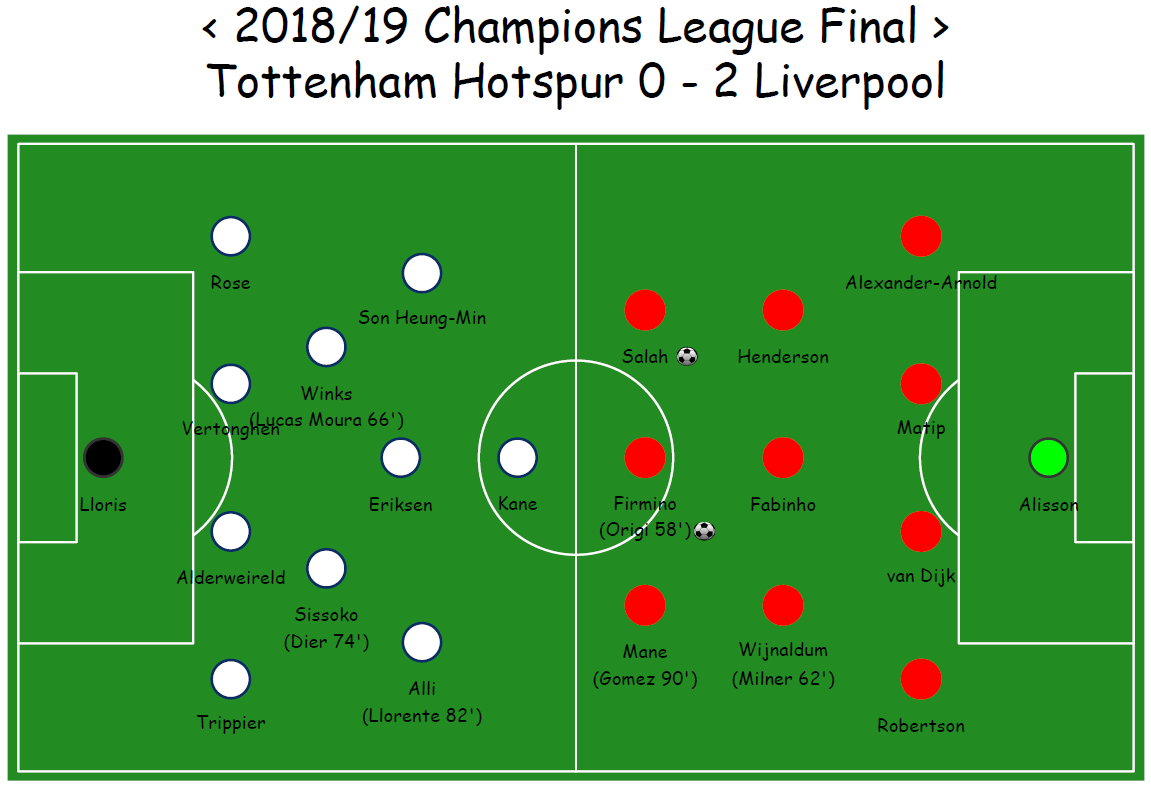 < 2018/19 Champions League Final >
Tottenham Hotspur 0 - 2 Liverpool
Rose
Son Heung-Min
Winks
(Lucas Moura 66')
Vertonghen
Lloris
Eriksen
Kane
Alderweireld
Sissoko
(Dier 74')
Alli
(Llorente 82')
Trippier
Alexander-Arnold
Salah
Henderson
Matip
Firmino
(Origi 58')
Fabinho
Alisson
van Dijk
Mane
(Gomez 90')
Wijnaldum
(Milner 62')
Robertson